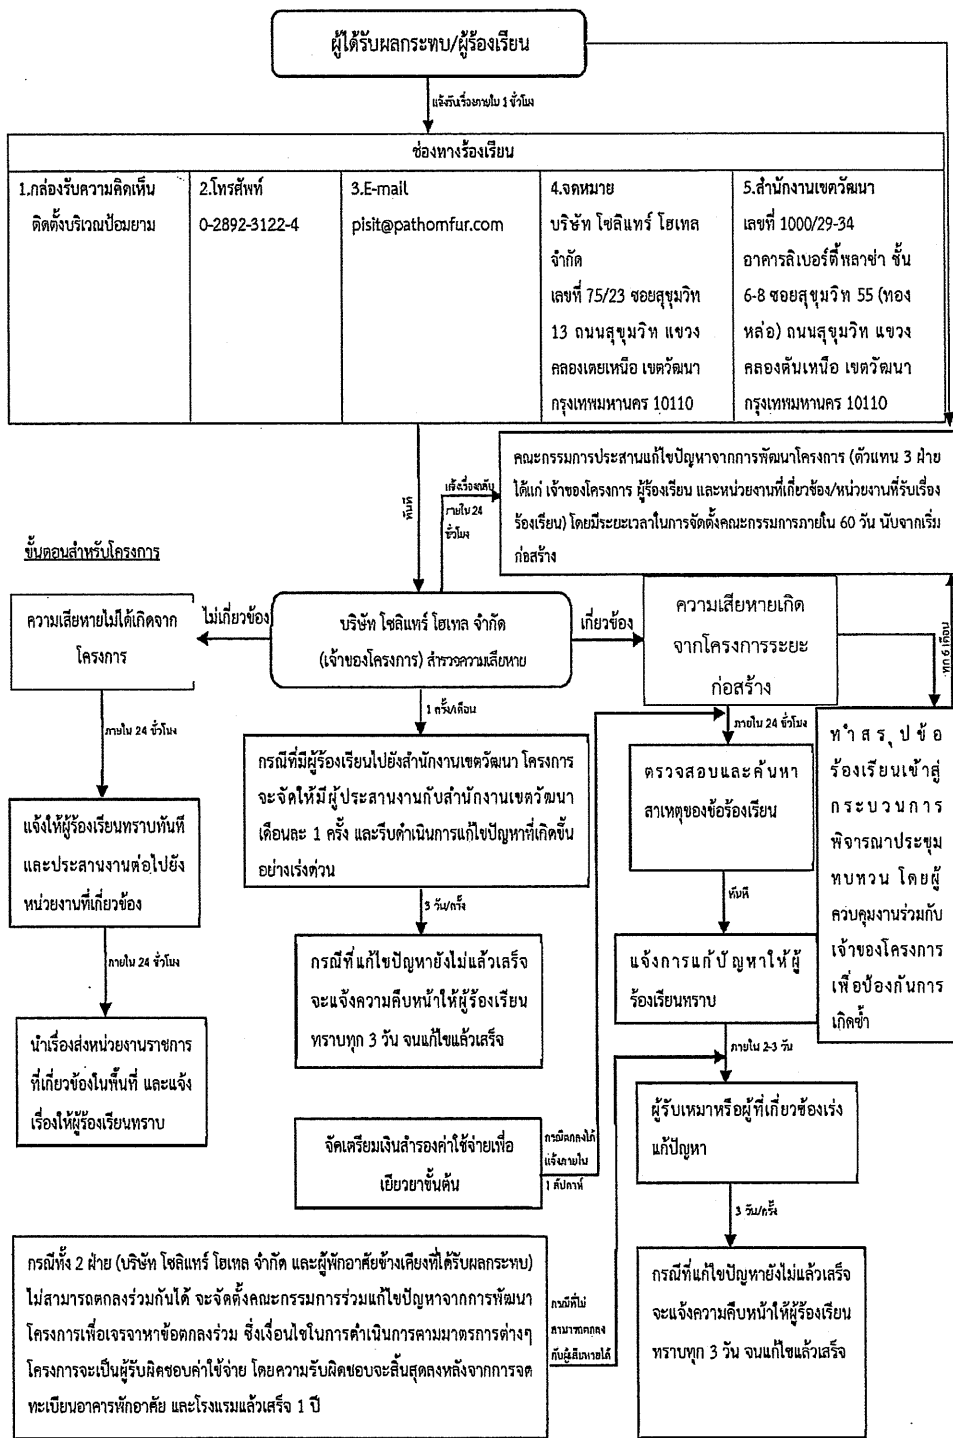 ผู้ได้รับผลกระทบ/ผู้ร้องเรียน
แจ้งรับเรื่องภายใน 1 ชั่วโมง
ช่องทางร้องเรียน
1.กล่องรับความคิดเห็น
ติดตั้งบริเวณป้อมยาม
2.โทรศัพท์
0-2892-3122-4
3.E-mail
pisit@pathomfur.com
4.จดหมาย
บริษัท โซลิแทร์ โฮเทล
จำกัด
เลขที่ 75/23 ซอยสุขุมวิท
13 ถนนสุขุมวิท แขวง
คลองเตยเหนือ เขตวัฒนา
กรุงเทพมหานคร 10110
5.สำนักงานเขตวัฒนา
เลขที่ 1000/29-34
อาคารลิเบอร์ตี้พลาซ่า ชั้น
6-8 ซอยสุขุมวิท 55 (ทอง
หล่อ) ถนนสุขุมวิท แขวง
คลองตันเหนือ เขตวัฒนา
กรุงเทพมหานคร 10110
ทันที
แจ้งเรื่องกลับ
ภายใน 24
ชั่วโมง
คณะกรรมการประสานแก้ไขปัญหาจากการพัฒนาโครงการ (ตัวแทน 3 ฝ่าย
ได้แก่ เจ้าของโครงการ ผู้ร้องเรียน และหน่วยงานที่เกี่ยวข้อง/หน่วยงานที่รับเรื่อง
ร้องเรียน) โดยมีระยะเวลาในการจัดตั้งคณะกรรมการภายใน 60 วัน นับจากเริ่ม
ก่อสร้าง
ขั้นตอนสำหรับโครงการ
ความเสียหายไม่ได้เกิดจาก
โครงการ
ไม่เกี่ยวข้อง
บริษัท โซลิแทร์ โฮเทล จำกัด
(เจ้าของโครงการ) สำรวจความเสียหาย
เกี่ยวข้อง
ความเสียหายเกิด
จากโครงการระยะ
ก่อสร้าง
ทุก 6 เดือน
ภายใน 24 ชั่วโมง
แจ้งให้ผู้ร้องเรียนทราบทันที
และประสานงานต่อไปยัง
หน่วยงานที่เกี่ยวข้อง
ภายใน 24 ชั่วโมง
นำเรื่องส่งหน่วยงานราชการ
ที่เกี่ยวข้องในพื้นที่ และแจ้ง
เรื่องให้ผู้ร้องเรียนทราบ
1 ครั้ง/เดือน
กรณีที่มีผู้ร้องเรียนไปยังสำนักงานเขตวัฒนา โครงการ
จะจัดให้มีผู้ประสานงานกับสำนักงานเขตวัฒนา
เดือนละ 1 ครั้ง และรีบดำเนินการแก้ไขปัญหาที่เกิดขึ้น
อย่างเร่งด่วน
3 วัน/ครั้ง
กรณีที่แก้ไขปัญหายังไม่แล้วเสร็จ
จะแจ้งความคืบหน้าให้ผู้ร้องเรียน
ทราบทุก 3 วัน จนแก้ไขแล้วเสร็จ
จัดเตรียมเงินสำรองค่าใช้จ่ายเพื่อ
เยียวยาขั้นต้น
กรณีตกลงได้
แจ้งภายใน
1 สัปดาห์
ภายใน 24 ชั่วโมง
ตรวจสอบและค้นหา
สาเหตุของข้อร้องเรียน
ทันที
แจ้งการแก้ปัญหาให้ผู้
ร้องเรียนทราบ
ภายใน 2-3 วัน
ผู้รับเหมาหรือผู้ที่เกี่ยวข้องเร่ง
แก้ปัญหา
3 วัน/ครั้ง
กรณีที่แก้ไขปัญหายังไม่แล้วเสร็จ
จะแจ้งความคืบหน้าให้ผู้ร้องเรียน
ทราบทุก 3 วัน จนแก้ไขแล้วเสร็จ
ทำสรุปข้อ
ร้องเรียนเข้าสู่
กระบวนการ
พิจารณาประชุม
ทบทวน โดยผู้
ควบคุมงานร่วมกับ
เจ้าของโครงการ
เพื่อป้องกันการ
เกิดซ้ำ
กรณีทั้ง 2 ฝ่าย (บริษัท โซลิแทร์ โฮเทล จำกัด และผู้พักอาศัยข้างเคียงที่ได้รับผลกระทบ)
ไม่สามารถตกลงร่วมกันได้ จะจัดตั้งคณะกรรมการร่วมแก้ไขปัญหาจากการพัฒนา
โครงการเพื่อเจรจาหาข้อตกลงร่วม ซึ่งเงื่อนไขในการดำเนินการตามมาตรการต่างๆ
โครงการจะเป็นผู้รับผิดชอบค่าใช้จ่าย โดยความรับผิดชอบจะสิ้นสุดลงหลังจากการจด
ทะเบียนอาคารพักอาศัย และโรงแรมแล้วเสร็จ 1 ปี
กรณีที่ไม่
สามารถตกลง
กับผู้เสียหายได้